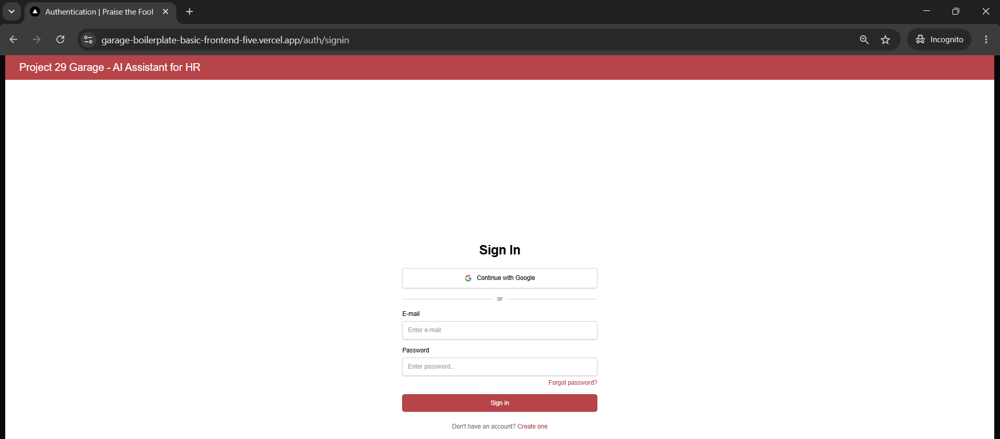 Authentication | Praise the Fool
garage-boilerplate-basic-frontend-five.vercel.app/auth/signin
Incognito
Project 29 Garage - AI Assistant for HR
Sign In
Continue with Google
or
E-mail
Enter e-mail
Password
Enter password...
Forgot password?
Sign in
Don't have an account? Create one